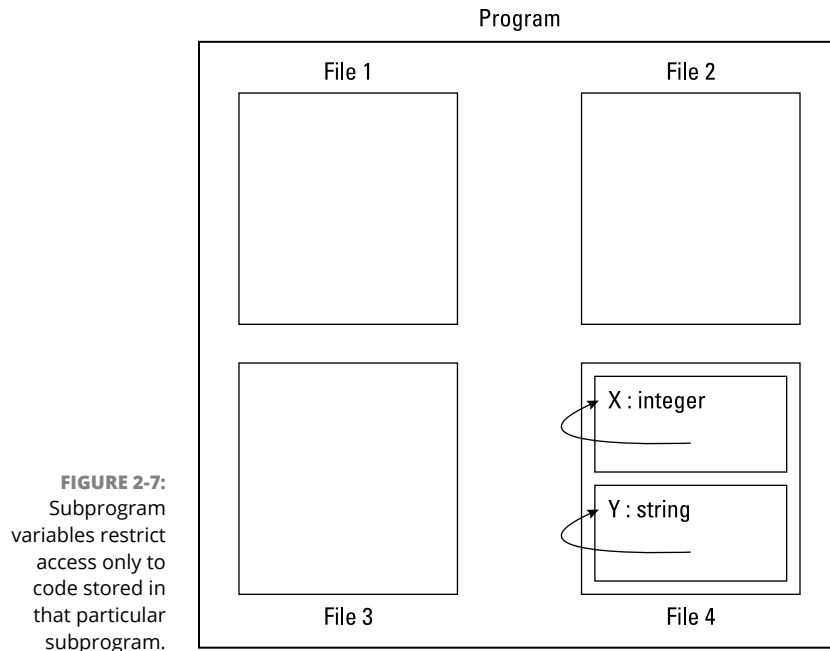 Program
File 1
File 2
X : integer
Y : string
File 3
File 4
FIGURE 2-7:
Subprogram
variables restrict
access only to
code stored in
that particular
subprogram.